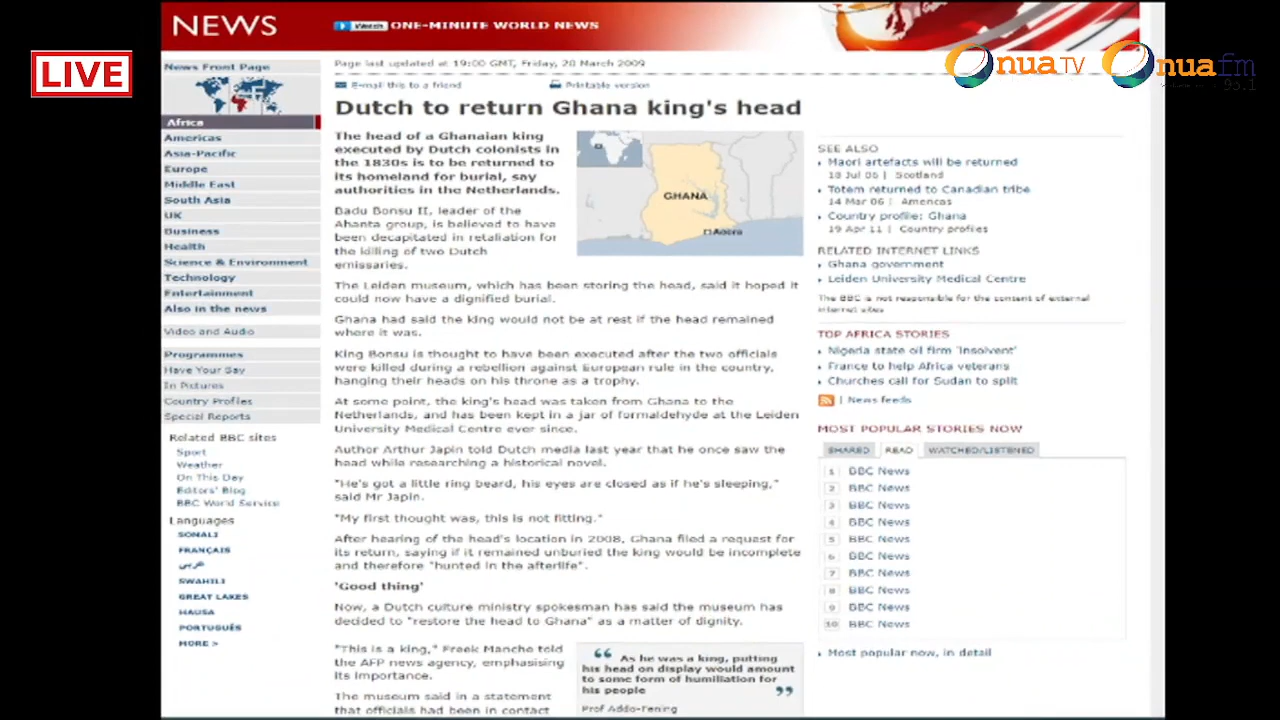 LIVE
NEWS
Watch ONE-MINUTE WORLD NEWS
nua TV
nua fm
95.1
News Front Page
Africa
Americas
Asia-Pacific
Europe
Middle East
South Asia
UK
Business
Health
Science & Environment
Technology
Entertainment
Also in the news
Video and Audio
Programmes
Have Your Say
In Pictures
Country Profiles
Special Reports
Related BBC sites
Sport
Weather
On This Day
Editors' Blog
BBC World Service
Languages
SOMALI
FRANÇAIS
عربي
SWAHILI
GREAT LAKES
HAUSA
PORTUGUÊS
MORE >
Page last updated at 19:00 GMT, Friday, 20 March 2009
E-mail this to a friend
Printable version
Dutch to return Ghana king's head
The head of a Ghanaian king
executed by Dutch colonists in
the 1830s is to be returned to
its homeland for burial, say
authorities in the Netherlands.
GHANA
Accra
Badu Bonsu II, leader of the
Ahanta group, is believed to have
been decapitated in retaliation for
the killing of two Dutch
emissaries.
The Leiden museum, which has been storing the head, said it hoped it
could now have a dignified burial.
Ghana had said the king would not be at rest if the head remained
where it was.
King Bonsu is thought to have been executed after the two officials
were killed during a rebellion against European rule in the country,
hanging their heads on his throne as a trophy.
At some point, the king's head was taken from Ghana to the
Netherlands, and has been kept in a jar of formaldehyde at the Leiden
University Medical Centre ever since.
Author Arthur Japin told Dutch media last year that he once saw the
head while researching a historical novel.
"He's got a little ring beard, his eyes are closed as if he's sleeping,"
said Mr Japin.
"My first thought was, this is not fitting."
After hearing of the head's location in 2008, Ghana filed a request for
its return, saying if it remained unburied the king would be incomplete
and therefore "hunted in the afterlife".
'Good thing'
Now, a Dutch culture ministry spokesman has said the museum has
decided to "restore the head to Ghana" as a matter of dignity.
"This is a king," Freek Manche told
the AFP news agency, emphasising
its importance.
The museum said in a statement
that officials had been in contact
“ As he was a king, putting
his head on display would amount
to some form of humiliation for
his people ”
Prof Addo-Fening
SEE ALSO
Maori artefacts will be returned
18 Jul 06 | Scotland
Totem returned to Canadian tribe
14 Mar 06 | Americas
Country profile: Ghana
19 Apr 11 | Country profiles
RELATED INTERNET LINKS
Ghana government
Leiden University Medical Centre
The BBC is not responsible for the content of external
internet sites
TOP AFRICA STORIES
Nigeria state oil firm 'insolvent'
France to help Africa veterans
Churches call for Sudan to split
| News feeds
MOST POPULAR STORIES NOW
SHARED READ WATCHED/LISTENED
1 BBC News
2 BBC News
3 BBC News
4 BBC News
5 BBC News
6 BBC News
7 BBC News
8 BBC News
9 BBC News
10 BBC News
Most popular now, in detail